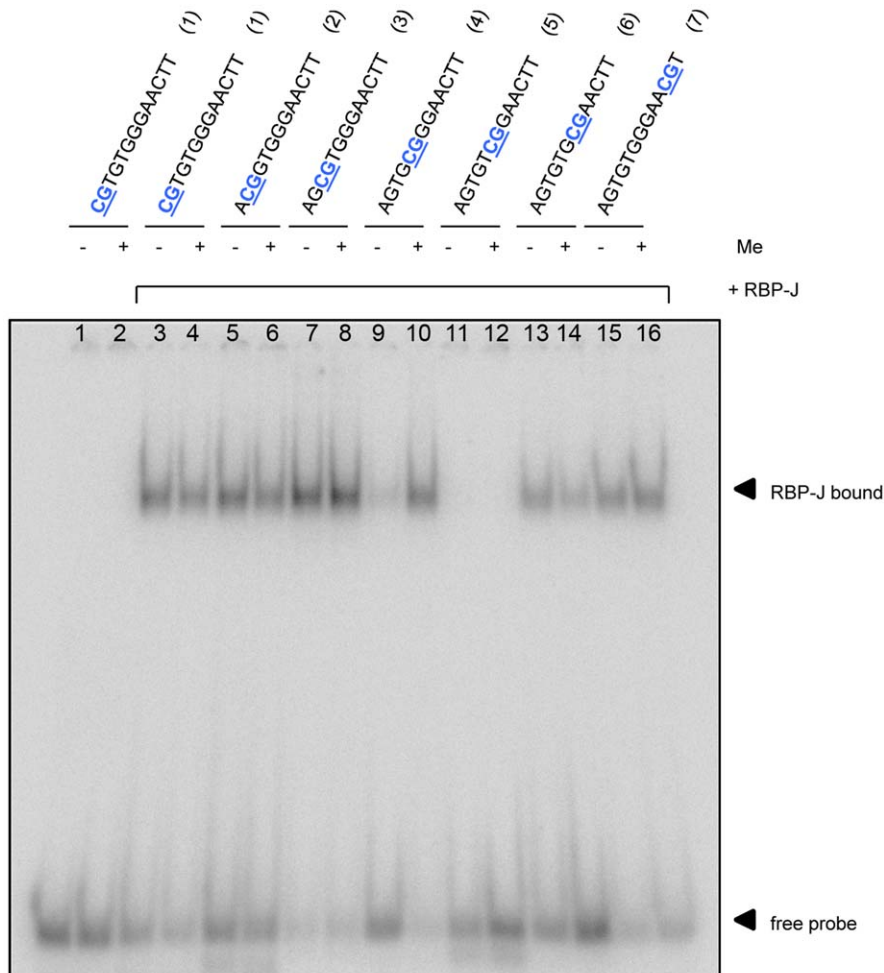 CGTGTGGGAACTT (1)
CGTGTGGGAACTT (1)
ACGGTGGGAACTT (2)
AGCGTGGGAACTT (3)
AGTGCGGGAACTT (4)
AGTGTCGGAACTT (5)
AGTGTGCGAACTT (6)
AGTGTGGGAACGT (7)
- + - + - + - + - + - + - + - + Me
+ RBP-J
1 2 3 4 5 6 7 8 9 10 11 12 13 14 15 16
RBP-J bound
free probe